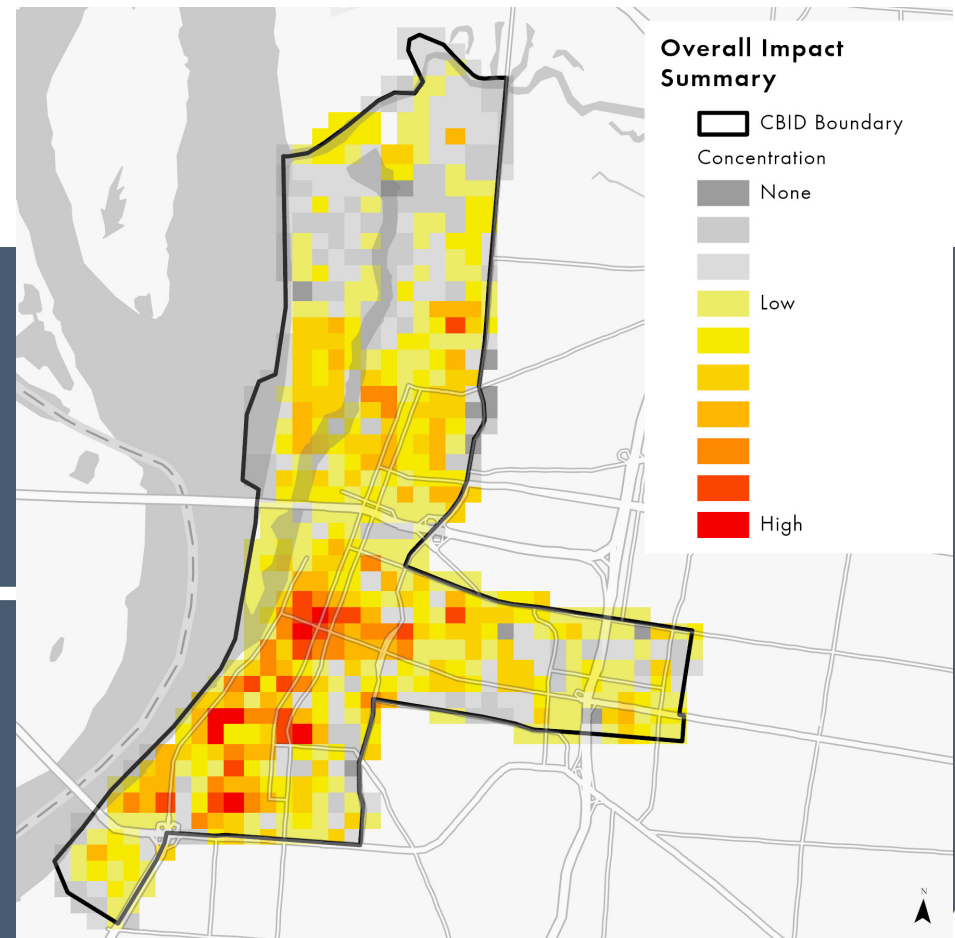 Overall Impact
Summary
CBID Boundary
Concentration
None
Low
High
N